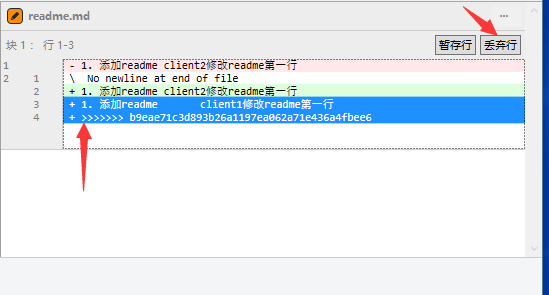 readme.md
...
块 1： 行 1-3
暂存行 丢弃行
1 - 1. 添加readme client2修改readme第一行
2 1 \ No newline at end of file
2 + 1. 添加readme client2修改readme第一行
3 + 1. 添加readme client1修改readme第一行
4 + >>>>>>> b9eae71c3d893b26a1197ea062a71e436a4fbee6